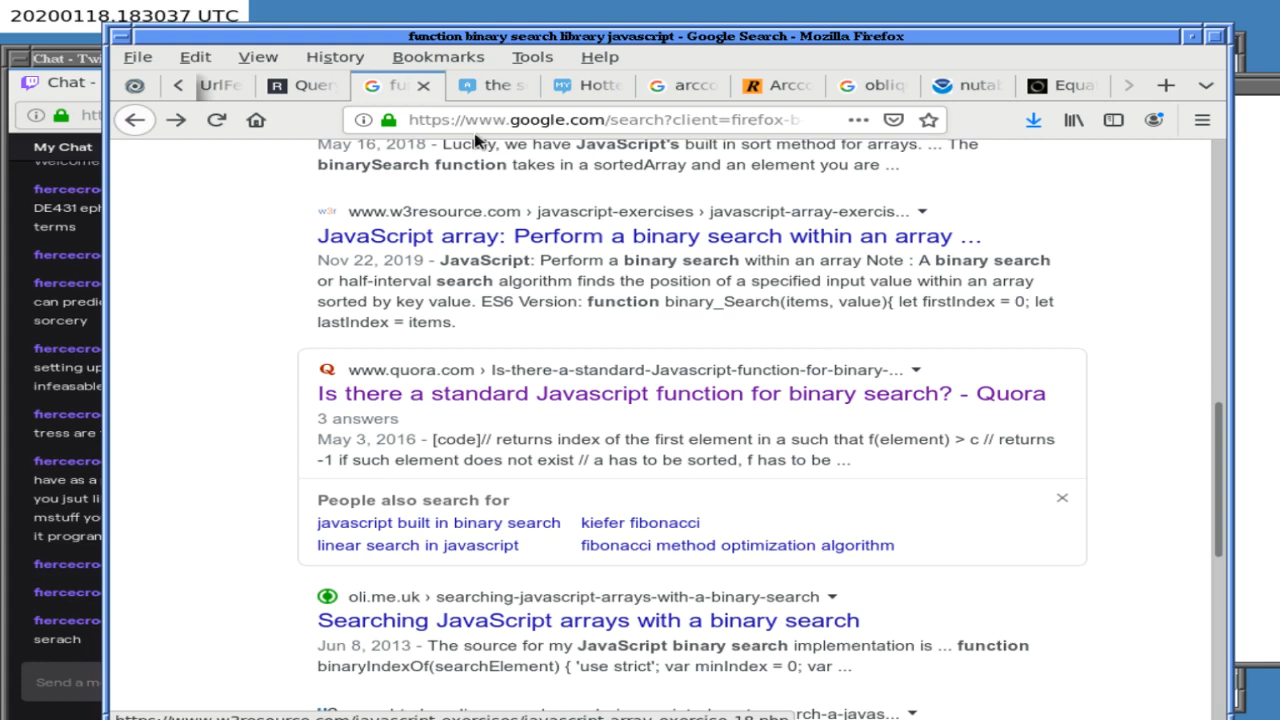 20200118.183037 UTC
function binary search library javascript - Google Search - Mozilla Firefox
Chat - Twi
File Edit View History Bookmarks Tools Help
Chat -
UrlFe
Quer
fu
the s
Hotte
arcco
Arcco
obliq
nutat
Equa
https://www.google.com/search?client=firefox-b
My Chat
May 16, 2018 - Luckily, we have JavaScript's built in sort method for arrays. ... The
binarySearch function takes in a sortedArray and an element you are ...
www.w3resource.com › javascript-exercises › javascript-array-exercis...
JavaScript array: Perform a binary search within an array ...
Nov 22, 2019 - JavaScript: Perform a binary search within an array Note : A binary search
or half-interval search algorithm finds the position of a specified input value within an array
sorted by key value. ES6 Version: function binary_Search(items, value){ let firstIndex = 0; let
lastIndex = items.
www.quora.com › Is-there-a-standard-Javascript-function-for-binary-...
Is there a standard Javascript function for binary search? - Quora
3 answers
May 3, 2016 - [code]// returns index of the first element in a such that f(element) > c // returns
-1 if such element does not exist // a has to be sorted, f has to be ...
People also search for
javascript built in binary search kiefer fibonacci
linear search in javascript fibonacci method optimization algorithm
oli.me.uk › searching-javascript-arrays-with-a-binary-search
Searching JavaScript arrays with a binary search
Jun 8, 2013 - The source for my JavaScript binary search implementation is ... function
binaryIndexOf(searchElement) { 'use strict'; var minIndex = 0; var ...
rch-a-javas...
https://www.w3resource.com/javascript-exercises/javascript-array-exercise-18.php
fiercecro
DE431 eph
terms
fiercecro
fiercecro
can predic
sorcery
fiercecro
setting up
infeasable
fiercecro
tress are
fiercecro
have as a
you jsut li
mstuff yo
it program
fiercecro
fiercecro
fiercecro
serach
Send a m